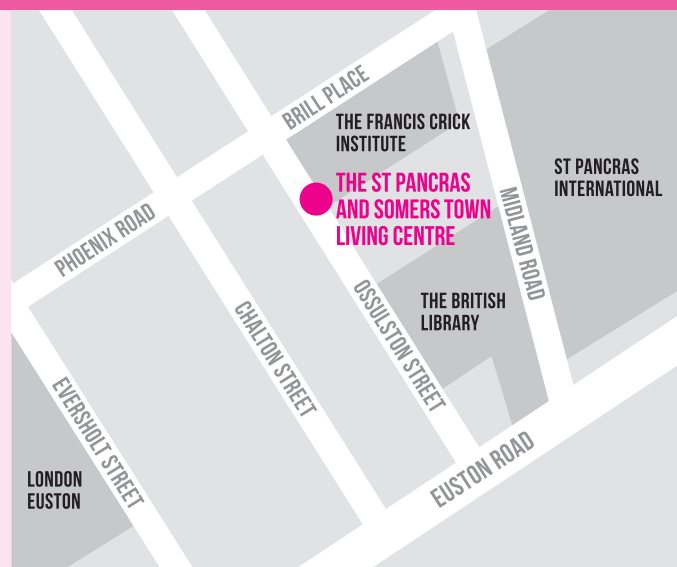 BRILL PLACE
THE FRANCIS CRICK
INSTITUTE
ST PANCRAS
INTERNATIONAL
THE ST PANCRAS
AND SOMERS TOWN
LIVING CENTRE
MIDLAND ROAD
PHOENIX ROAD
THE BRITISH
LIBRARY
OSSULSTON STREET
CHALTON STREET
EVERSHOLT STREET
EUSTON ROAD
LONDON
EUSTON